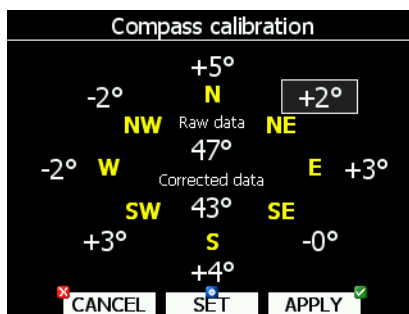 Compass calibration
+5°
-2° N +2°
NW Raw data NE
47°
-2° W E +3°
Corrected data
SW 43° SE
+3° S -0°
+4°
CANCEL SET APPLY